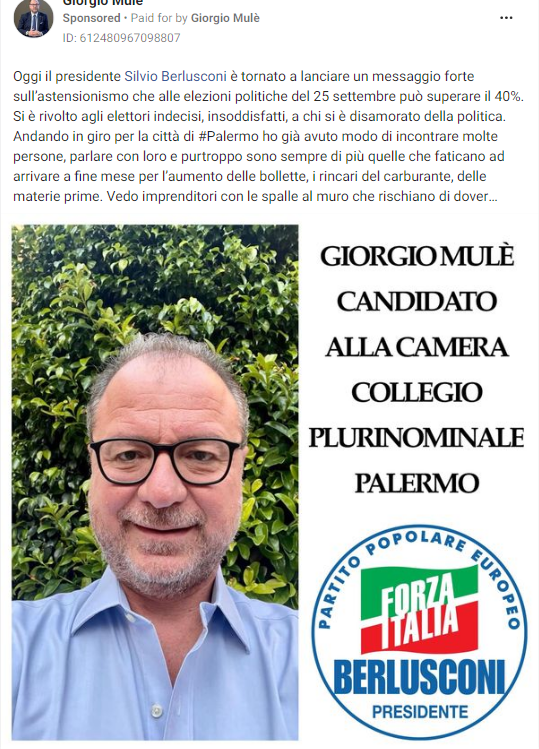 Giorgio Mulè
Sponsored • Paid for by Giorgio Mulè
ID: 612480967098807
Oggi il presidente Silvio Berlusconi è tornato a lanciare un messaggio forte
sull'astensionismo che alle elezioni politiche del 25 settembre può superare il 40%.
Si è rivolto agli elettori indecisi, insoddisfatti, a chi si è disamorato della politica.
Andando in giro per la città di #Palermo ho già avuto modo di incontrare molte
persone, parlare con loro e purtroppo sono sempre di più quelle che faticano ad
arrivare a fine mese per l'aumento delle bollette, i rincari del carburante, delle
materie prime. Vedo imprenditori con le spalle al muro che rischiano di dover...
GIORGIO MULÈ
CANDIDATO
ALLA CAMERA
COLLEGIO
PLURINOMINALE
PALERMO
PARTITO POPOLARE EUROPEO
FORZA
ITALIA
BERLUSCONI
PRESIDENTE